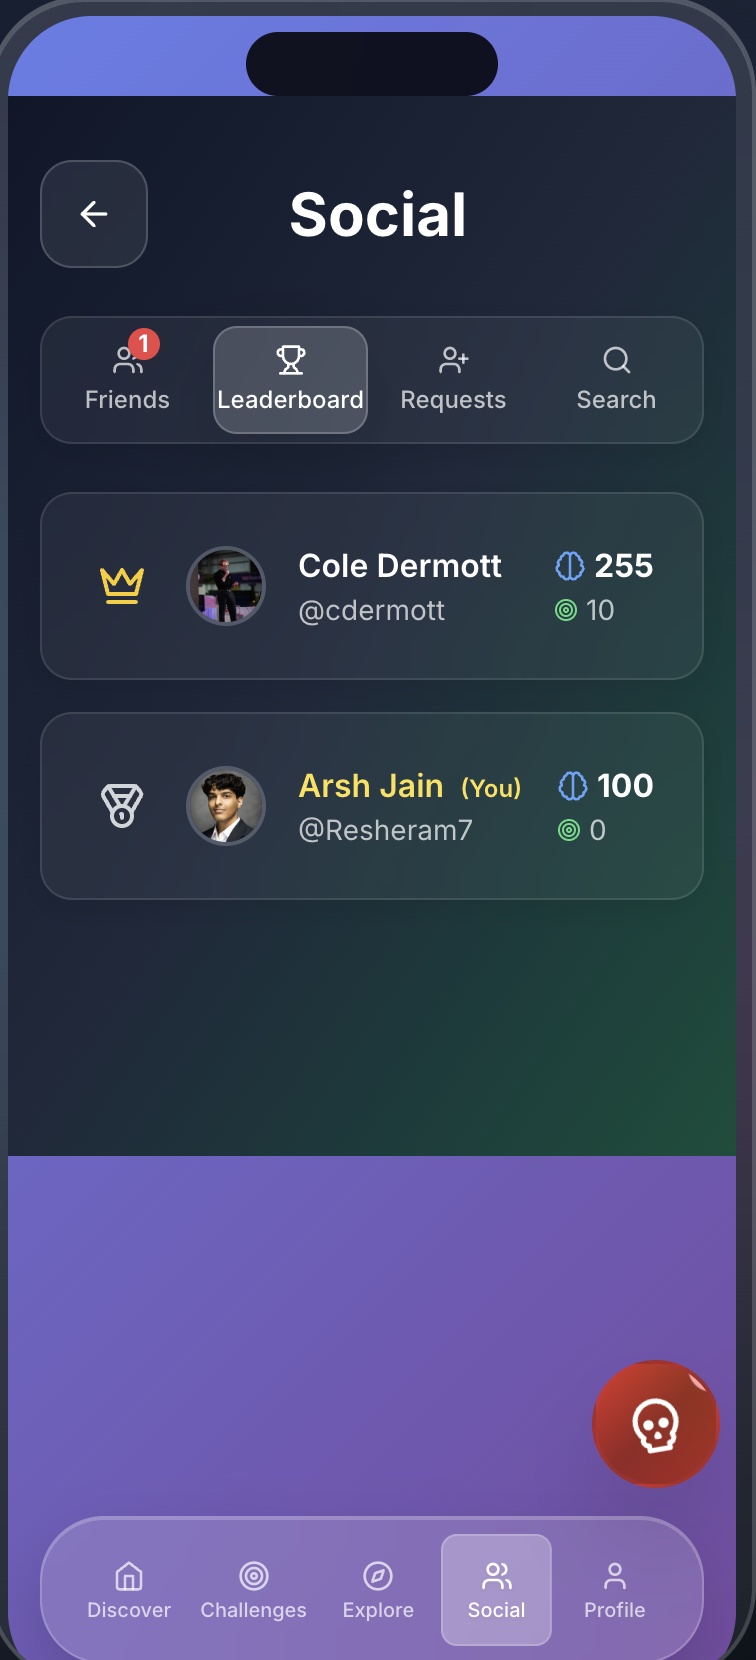 Social
1
Friends
Leaderboard
Requests
Search
Cole Dermott
255
@cdermott
10
Arsh Jain (You)
100
@Resheram7
0
Discover
Challenges
Explore
Social
Profile